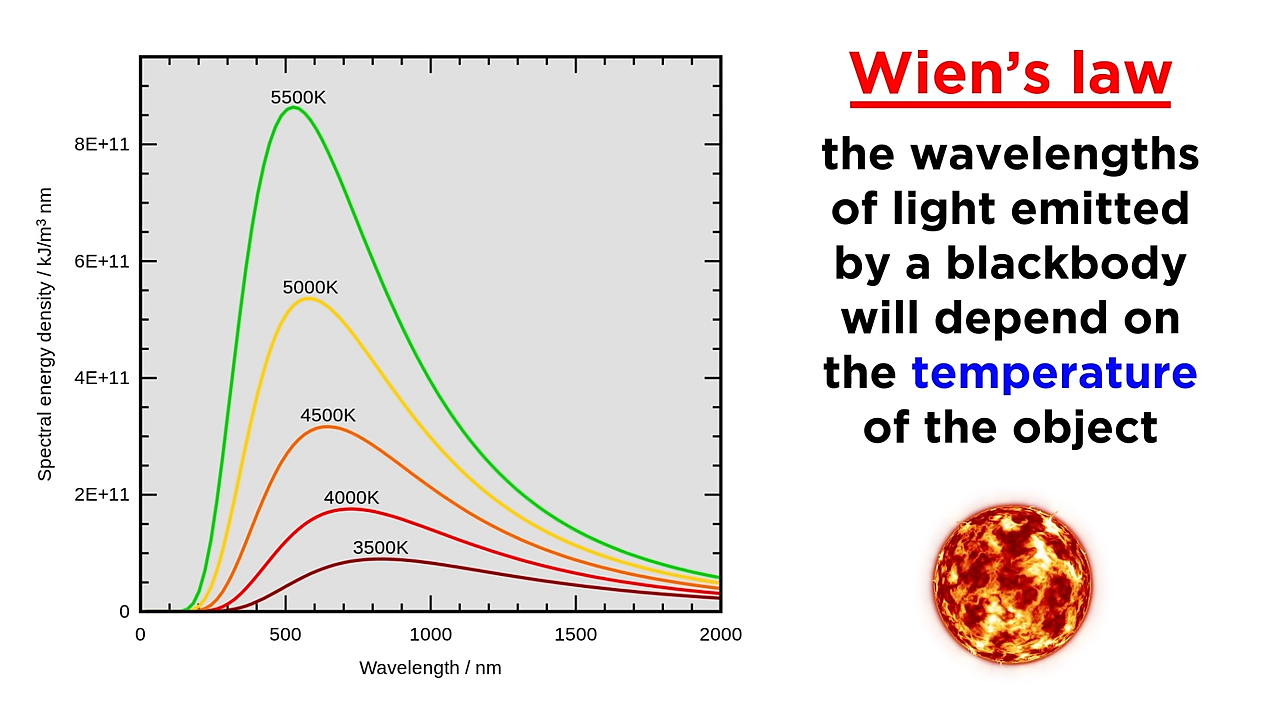 Wien’s law
the wavelengths
of light emitted
by a blackbody
will depend on
the temperature
of the object
5500K
5000K
4500K
4000K
3500K
8E+11
6E+11
4E+11
2E+11
0
0 500 1000 1500 2000
Wavelength / nm
Spectral energy density / kJ/m³ nm